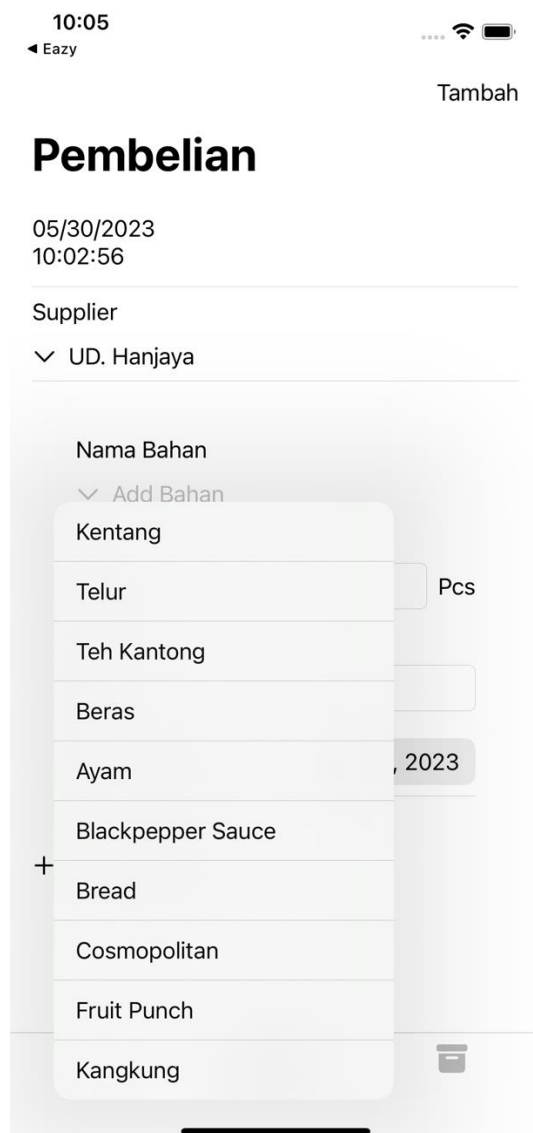 10:05
◀ Eazy
Tambah
Pembelian
05/30/2023
10:02:56
Supplier
UD. Hanjaya
Nama Bahan
Add Bahan
Kentang
Telur
Pcs
Teh Kantong
Beras
, 2023
Ayam
Blackpepper Sauce
+
Bread
Cosmopolitan
Fruit Punch
Kangkung